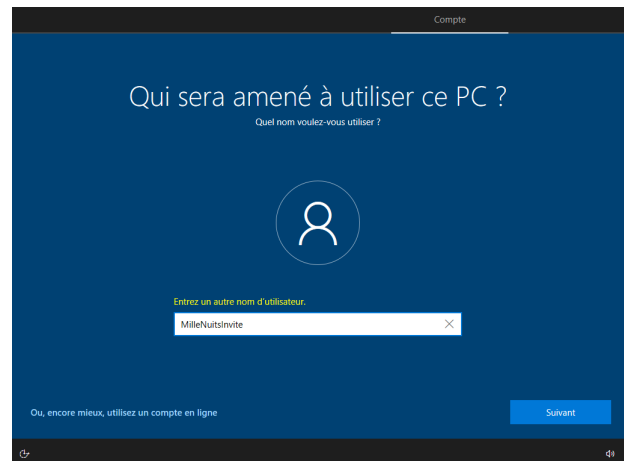 Compte
Qui sera amené à utiliser ce PC ?
Quel nom voulez-vous utiliser ?
Entrez un autre nom d'utilisateur.
MilleNuitsInvite
Ou, encore mieux, utilisez un compte en ligne
Suivant